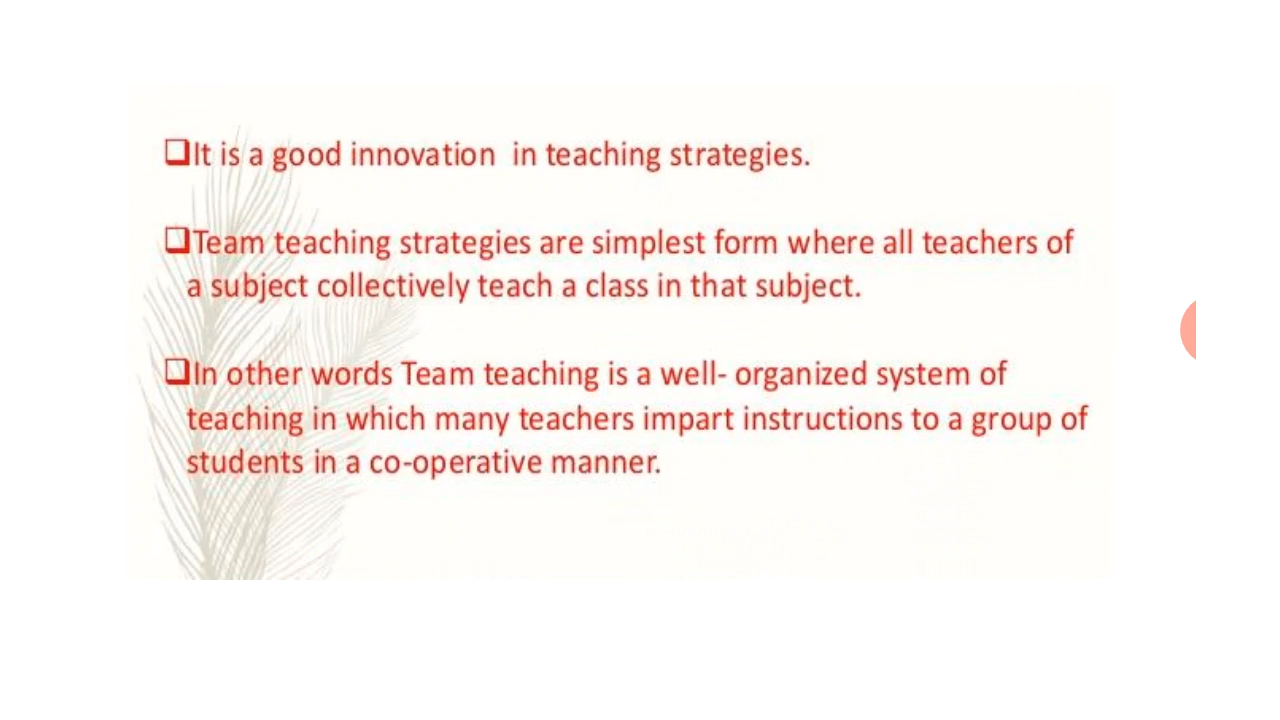 ❑It is a good innovation  in teaching strategies.
❑Team teaching strategies are simplest form where all teachers of
a subject collectively teach a class in that subject.
❑In other words Team teaching is a well- organized system of
teaching in which many teachers impart instructions to a group of
students in a co-operative manner.